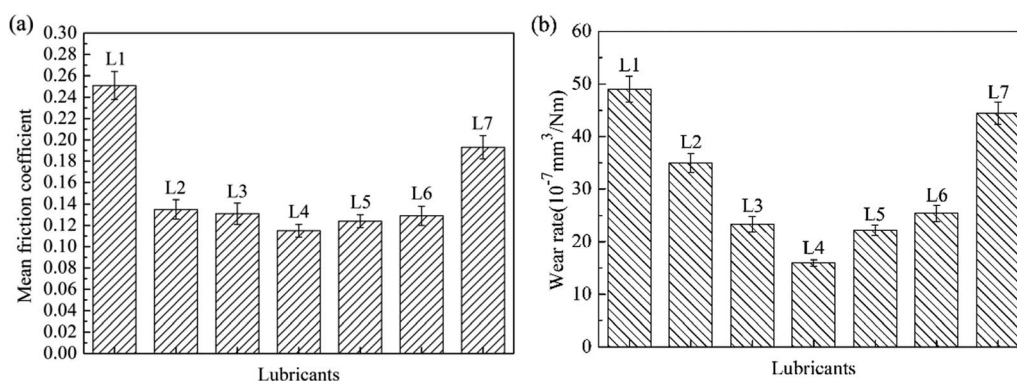 (a)
Mean friction coefficient
0.30
0.28
0.26
0.24
0.22
0.20
0.18
0.16
0.14
0.12
0.10
0.08
0.06
0.04
0.02
0.00
L1
L2
L3
L4
L5
L6
L7
Lubricants
(b)
Wear rate(10⁻⁷mm³/Nm)
60
50
40
30
20
10
0
L1
L2
L3
L4
L5
L6
L7
Lubricants